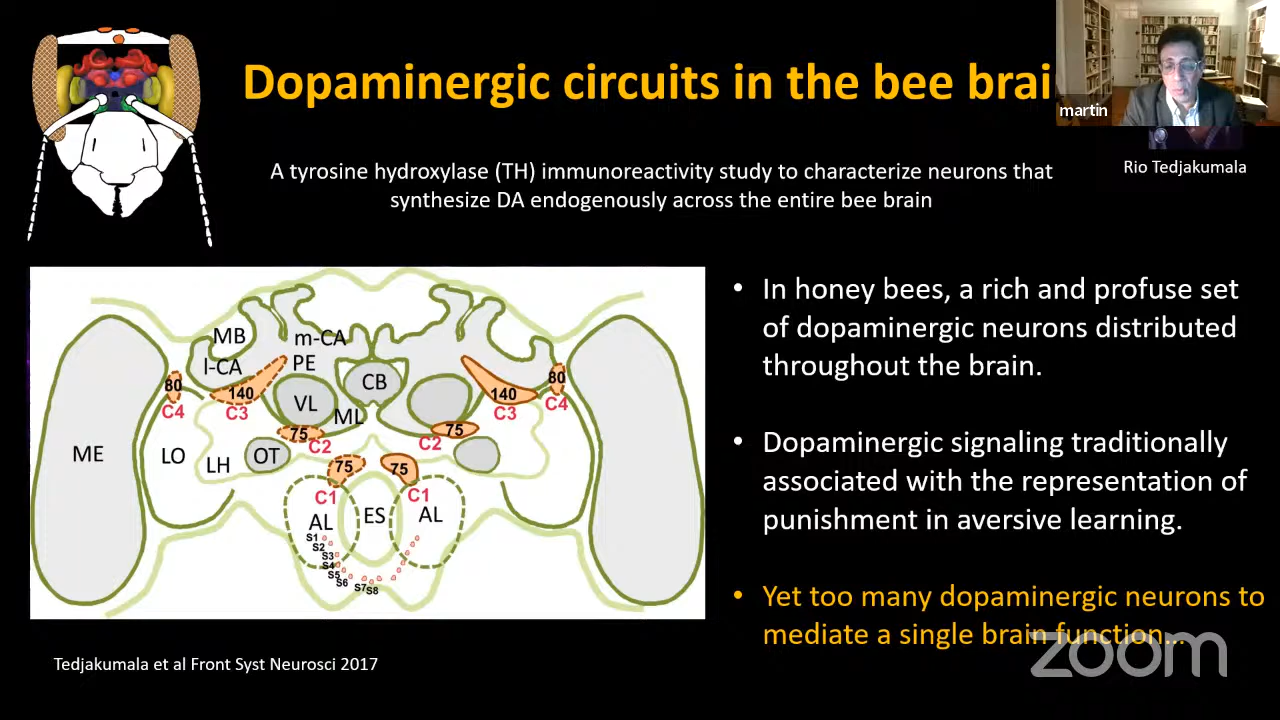 Dopaminergic circuits in the bee brai
martin
Rio Tedjakumala
A tyrosine hydroxylase (TH) immunoreactivity study to characterize neurons that
synthesize DA endogenously across the entire bee brain
MB
m-CA
l-CA
PE
CB
80
140
140
80
C4
C3
VL
ML
C3
C4
75
C2
C2
75
ME
LO
LH
OT
75
75
C1
C1
AL
ES
AL
S1
S2
S3
S4
S5
S6
S7
S8
• In honey bees, a rich and profuse set
of dopaminergic neurons distributed
throughout the brain.
• Dopaminergic signaling traditionally
associated with the representation of
punishment in aversive learning.
• Yet too many dopaminergic neurons to
mediate a single brain function...
zoom
Tedjakumala et al Front Syst Neurosci 2017